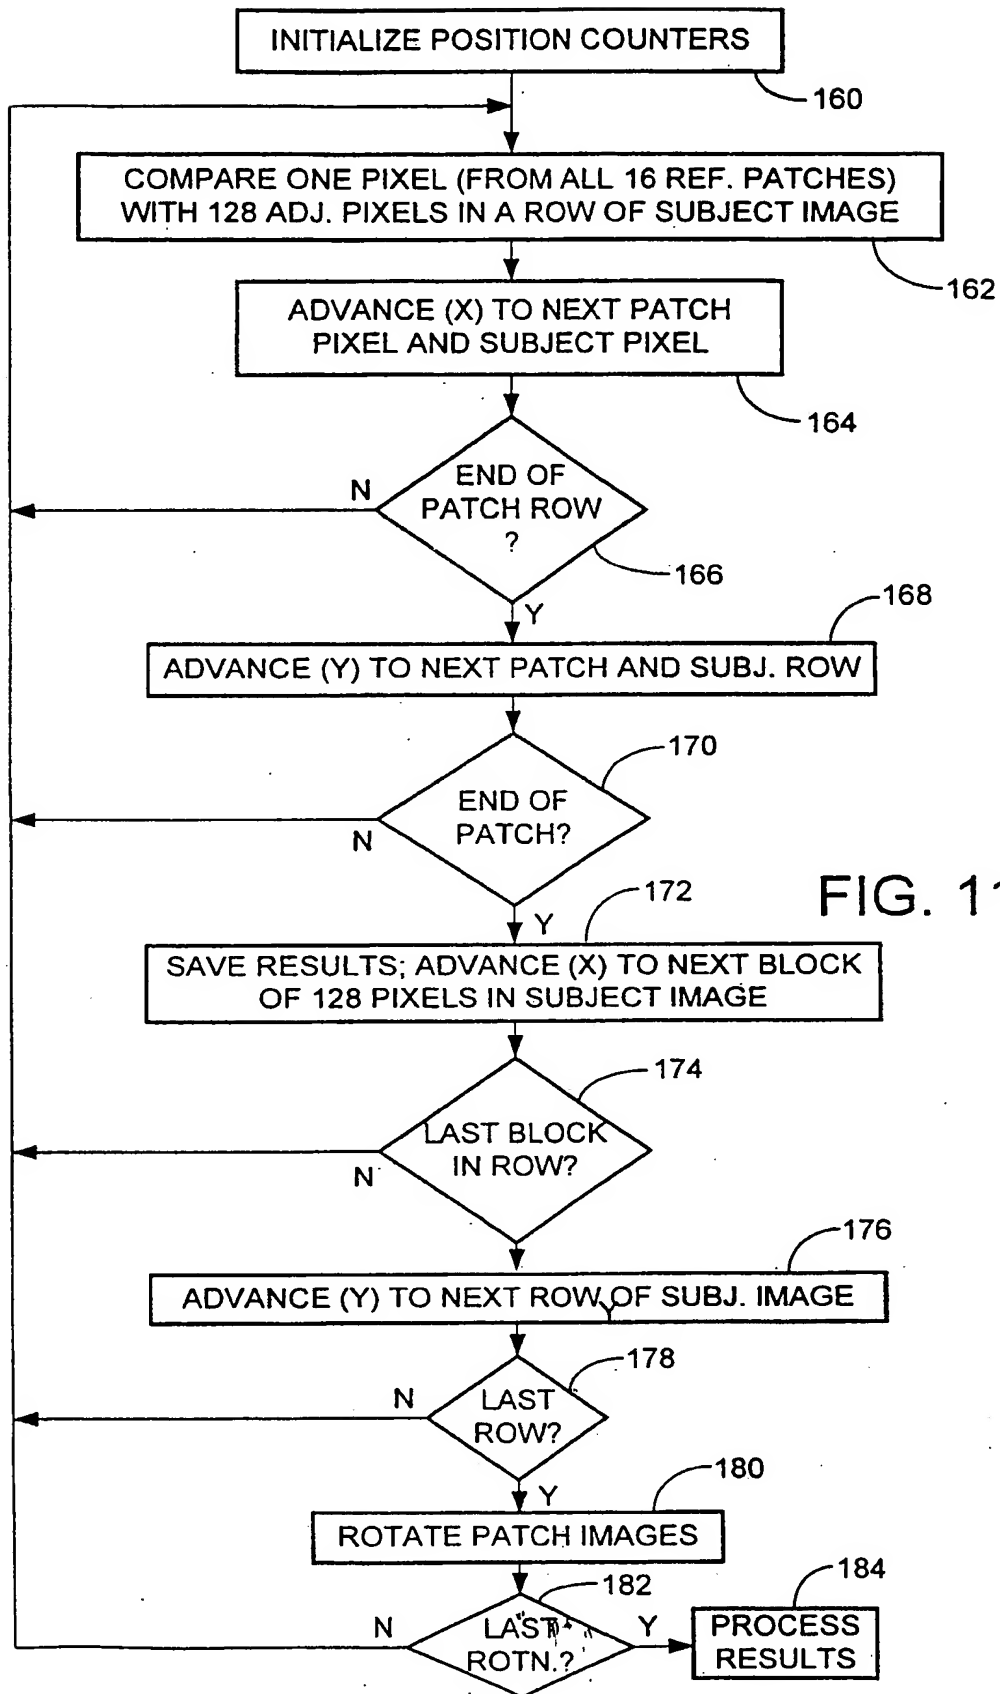 INITIALIZE POSITION COUNTERS
160
COMPARE ONE PIXEL (FROM ALL 16 REF. PATCHES)
WITH 128 ADJ. PIXELS IN A ROW OF SUBJECT IMAGE
162
ADVANCE (X) TO NEXT PATCH
PIXEL AND SUBJECT PIXEL
164
END OF
PATCH ROW
?
N
166
Y
168
ADVANCE (Y) TO NEXT PATCH AND SUBJ. ROW
170
END OF
PATCH?
N
FIG. 11
172
Y
SAVE RESULTS; ADVANCE (X) TO NEXT BLOCK
OF 128 PIXELS IN SUBJECT IMAGE
174
LAST BLOCK
IN ROW?
N
176
ADVANCE (Y) TO NEXT ROW OF SUBJ. IMAGE
Y
178
N
LAST
ROW?
180
Y
ROTATE PATCH IMAGES
182
184
N
LAST
ROTN.?
Y
PROCESS
RESULTS